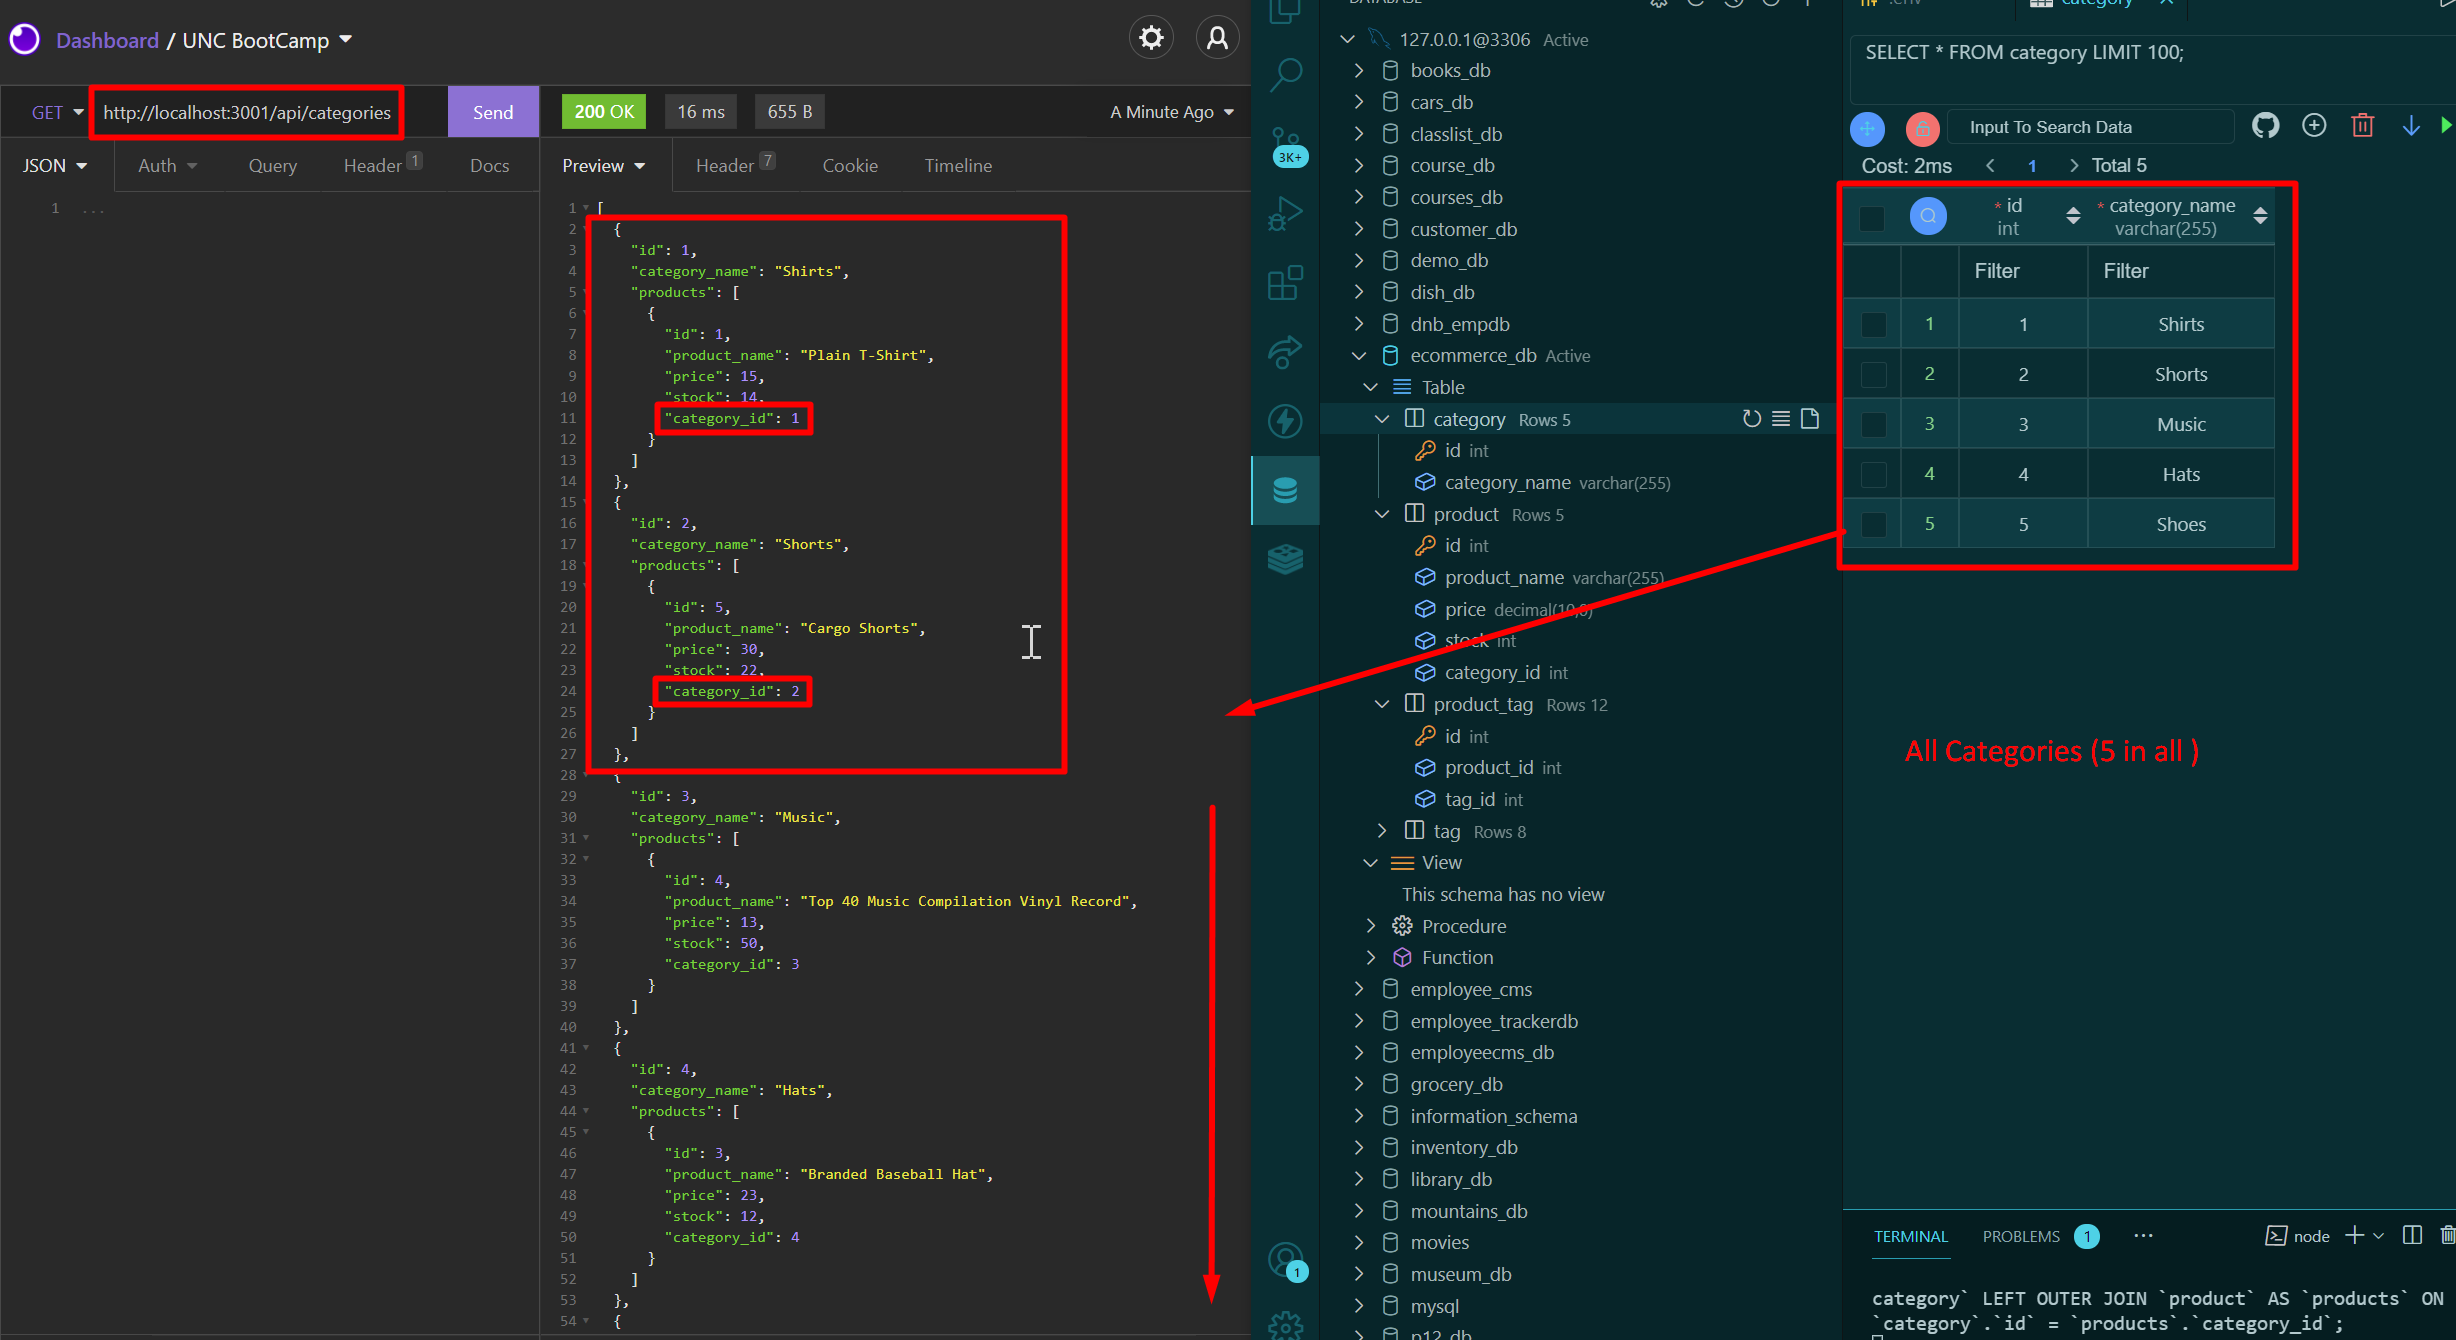 Dashboard / UNC BootCamp
GET http://localhost:3001/api/categories Send
200 OK 16 ms 655 B A Minute Ago
JSON Auth Query Header 1 Docs
Preview Header 7 Cookie Timeline
1 ...
1 [
2 {
3 "id": 1,
4 "category_name": "Shirts",
5 "products": [
6 {
7 "id": 1,
8 "product_name": "Plain T-Shirt",
9 "price": 15,
10 "stock": 14,
11 "category_id": 1
12 }
13 ]
14 },
15 {
16 "id": 2,
17 "category_name": "Shorts",
18 "products": [
19 {
20 "id": 5,
21 "product_name": "Cargo Shorts",
22 "price": 30,
23 "stock": 22,
24 "category_id": 2
25 }
26 ]
27 },
28 {
29 "id": 3,
30 "category_name": "Music",
31 "products": [
32 {
33 "id": 4,
34 "product_name": "Top 40 Music Compilation Vinyl Record",
35 "price": 13,
36 "stock": 50,
37 "category_id": 3
38 }
39 ]
40 },
41 {
42 "id": 4,
43 "category_name": "Hats",
44 "products": [
45 {
46 "id": 3,
47 "product_name": "Branded Baseball Hat",
48 "price": 23,
49 "stock": 12,
50 "category_id": 4
51 }
52 ]
53 },
54 {
3K+
1
DATABASE
127.0.0.1@3306 Active
books_db
cars_db
classlist_db
course_db
courses_db
customer_db
demo_db
dish_db
dnb_empdb
ecommerce_db Active
Table
category Rows 5
id int
category_name varchar(255)
product Rows 5
id int
product_name varchar(255)
price decimal(10,0)
stock int
category_id int
product_tag Rows 12
id int
product_id int
tag_id int
tag Rows 8
View
This schema has no view
Procedure
Function
employee_cms
employee_trackerdb
employeecms_db
grocery_db
information_schema
inventory_db
library_db
mountains_db
movies
museum_db
mysql
p12_db
.env category
SELECT * FROM category LIMIT 100;
Input To Search Data
Cost: 2ms 1 Total 5
* id
int
* category_name
varchar(255)
Filter Filter
1 1 Shirts
2 2 Shorts
3 3 Music
4 4 Hats
5 5 Shoes
All Categories (5 in all )
TERMINAL PROBLEMS 1 ... node
category` LEFT OUTER JOIN `product` AS `products` ON
`category`.`id` = `products`.`category_id`;